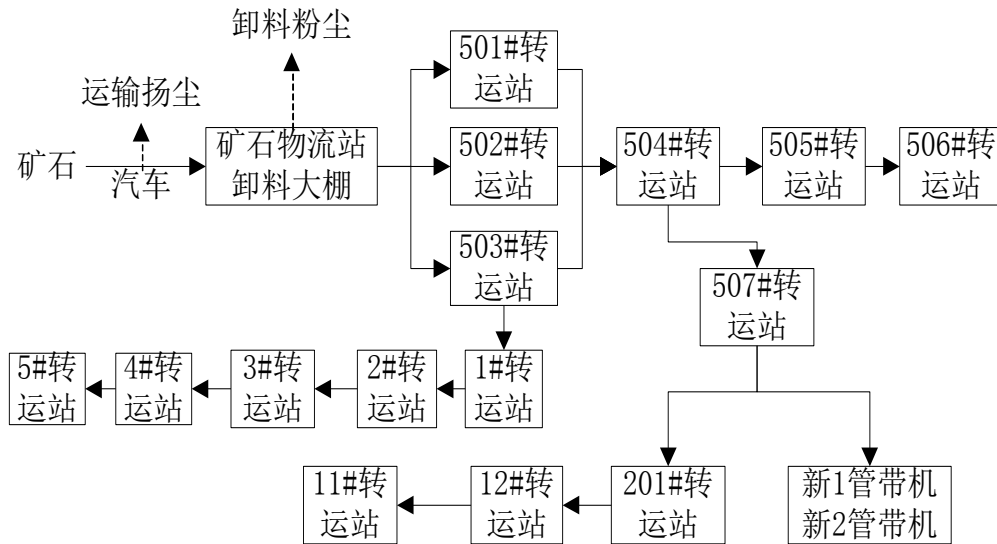 卸料粉尘
运输扬尘
矿石
汽车
矿石物流站
卸料大棚
501#转
运站
502#转
运站
503#转
运站
504#转
运站
505#转
运站
506#转
运站
507#转
运站
5#转
运站
4#转
运站
3#转
运站
2#转
运站
1#转
运站
11#转
运站
12#转
运站
201#转
运站
新1管带机
新2管带机